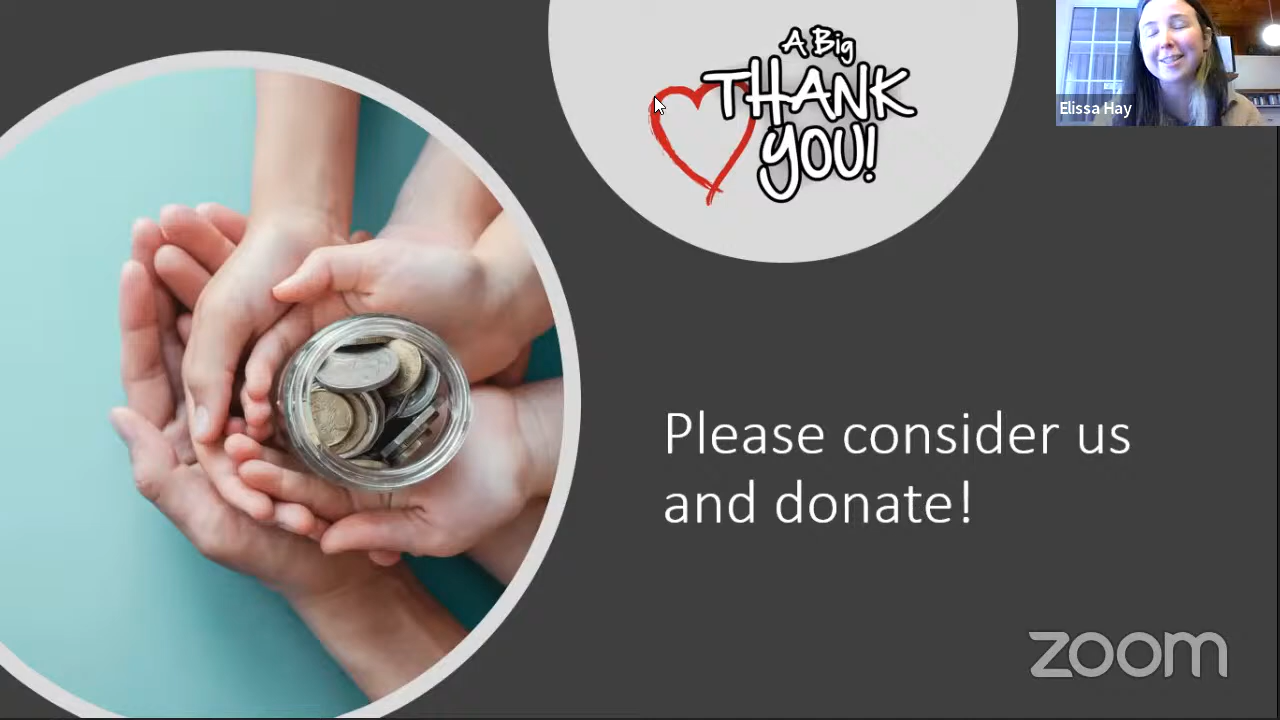 A Big
THANK
YOU!
Elissa Hay
Please consider us
and donate!
zoom